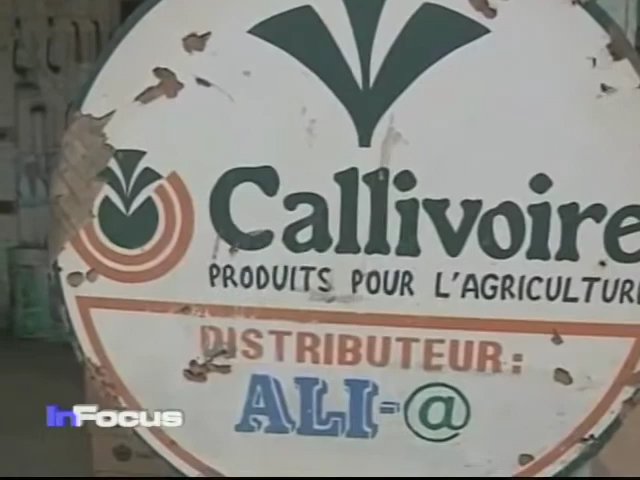 Callivoire
PRODUITS POUR L'AGRICULTURE
DISTRIBUTEUR:
ALI-@
InFocus